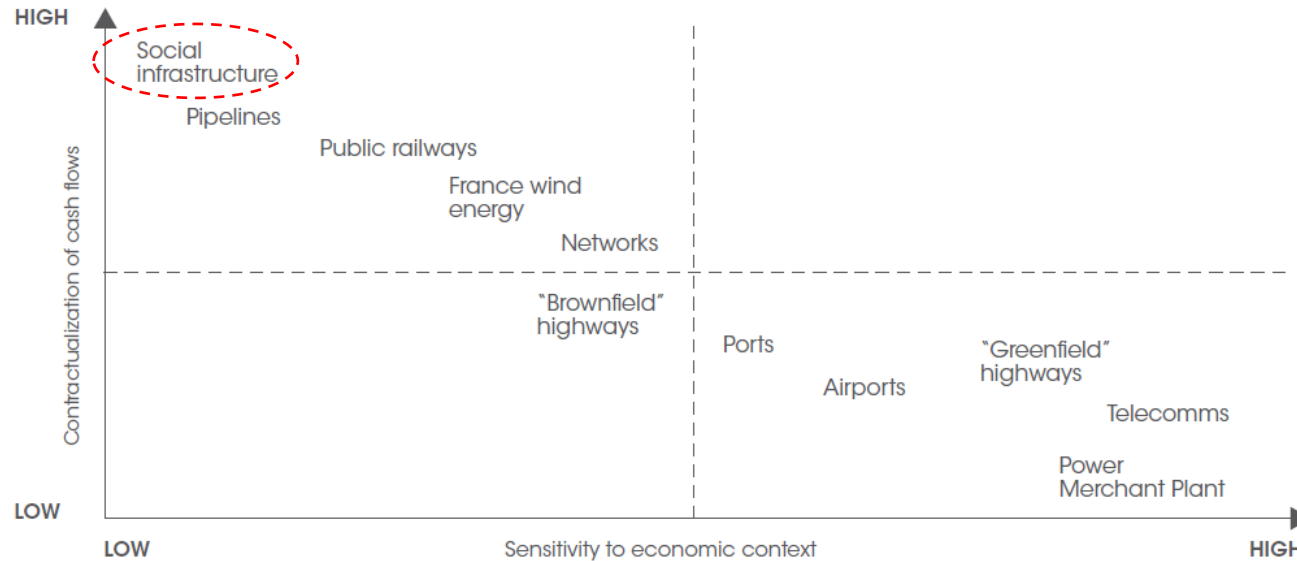 HIGH
Social
infrastructure
Pipelines
Public railways
France wind
energy
Networks
Contractualization of cash flows
"Brownfield"
highways
Ports
"Greenfield"
highways
Airports
Telecomms
Power
Merchant Plant
LOW
LOW
Sensitivity to economic context
HIGH